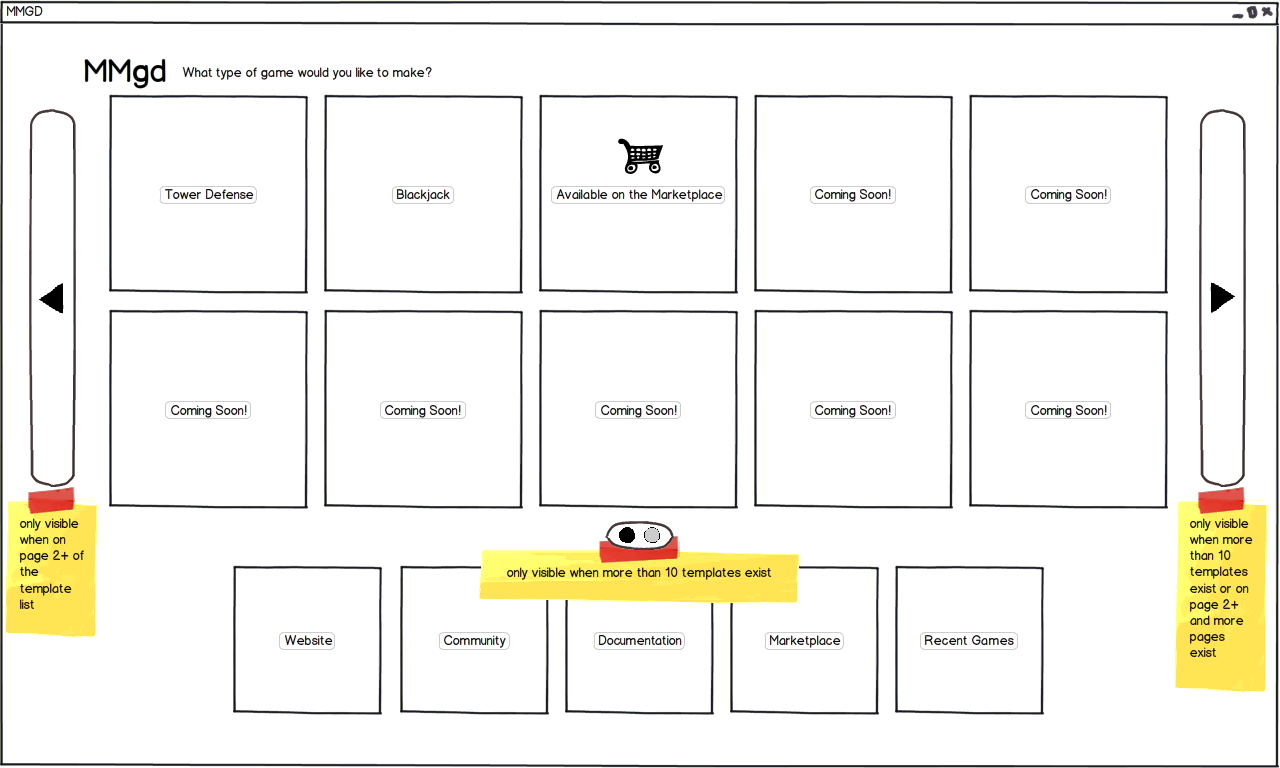 MMGD
MMgd What type of game would you like to make?
Tower Defense
Blackjack
Available on the Marketplace
Coming Soon!
Coming Soon!
Coming Soon!
Coming Soon!
Coming Soon!
Coming Soon!
Coming Soon!
only visible
when on
page 2+ of
the
template
list
only visible
when more
than 10
templates
exist or on
page 2+
and more
pages
exist
only visible when more than 10 templates exist
Website
Community
Documentation
Marketplace
Recent Games